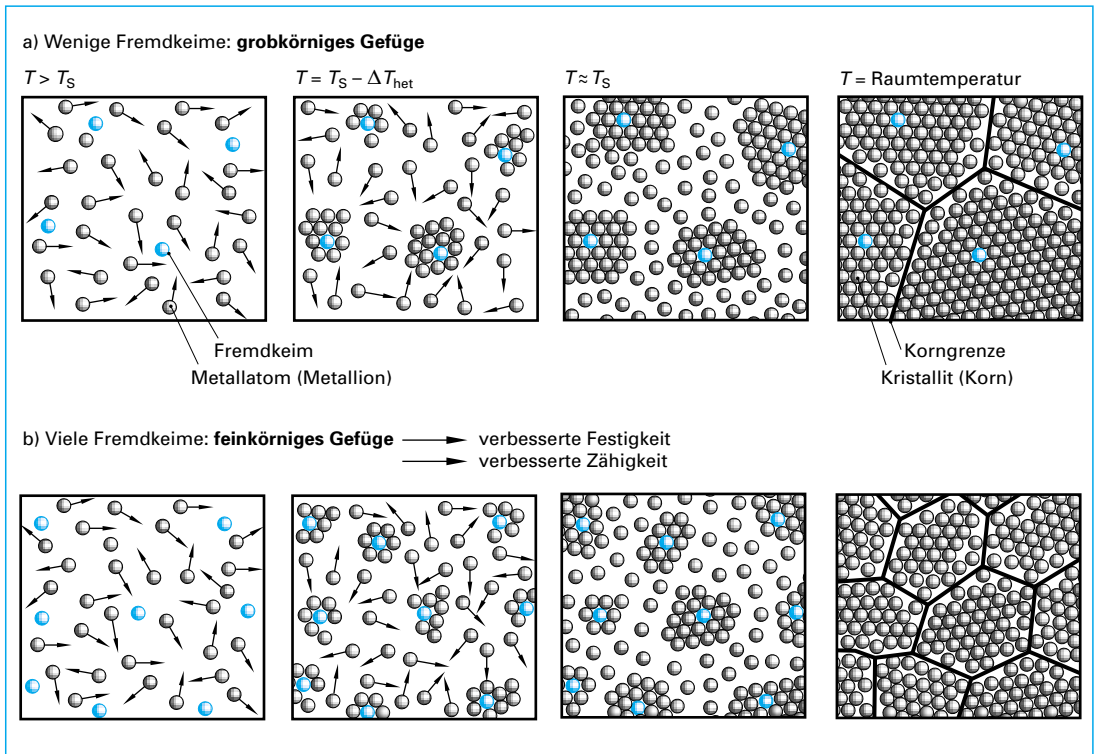 a) Wenige Fremdkeime: grobkörniges Gefüge
T > TS
T = TS – ΔThet
T ≈ TS
T = Raumtemperatur
Fremdkeim
Metallatom (Metallion)
Korngrenze
Kristallit (Korn)
b) Viele Fremdkeime: feinkörniges Gefüge
verbesserte Festigkeit
verbesserte Zähigkeit